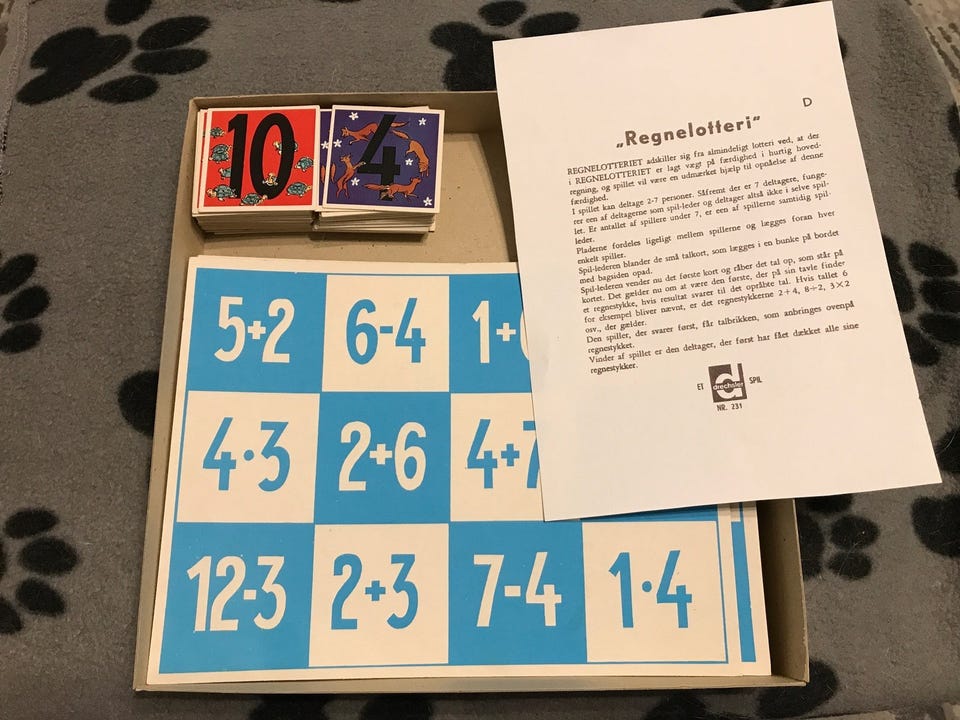 10
4
D
„Regnelotteri"
REGNELOTTERIET adskiller sig fra almindeligt lotteri ved, at der
i REGNELOTTERIET er lagt vægt på færdighed i hurtig hoved-
regning, og spillet vil være en udmærket hjælp til opnåelse af denne
færdighed.
I spillet kan deltage 2-7 personer. Såfremt der er 7 deltagere, funge-
rer een af deltagerne som spil-leder og deltager altså ikke i selve spil-
let. Er antallet af spillere under 7, er een af spillerne samtidig spil-
leder.
Pladerne fordeles ligeligt mellem spillerne og lægges foran hver
enkelt spiller.
Spil-lederen blander de små talkort, som lægges i en bunke på bordet
med bagsiden opad.
Spil-lederen vender nu det første kort og råber det tal op, som står på
kortet. Det gælder nu om at være den første, der på sin tavle finder
et regnestykke, hvis resultat svarer til det opråbte tal. Hvis tallet 6
for eksempel bliver nævnt, er det regnestykkerne 2+4, 8÷2, 3×2
osv., der gælder.
Den spiller, der svarer først, får talbrikken, som anbringes ovenpå
regnestykket.
Vinder af spillet er den deltager, der først har fået dækket alle sine
regnestykker.
ET d drechsler SPIL
NR. 231
5+2 6-4 1+
4·3 2+6 4+7
12-3 2+3 7-4 1·4